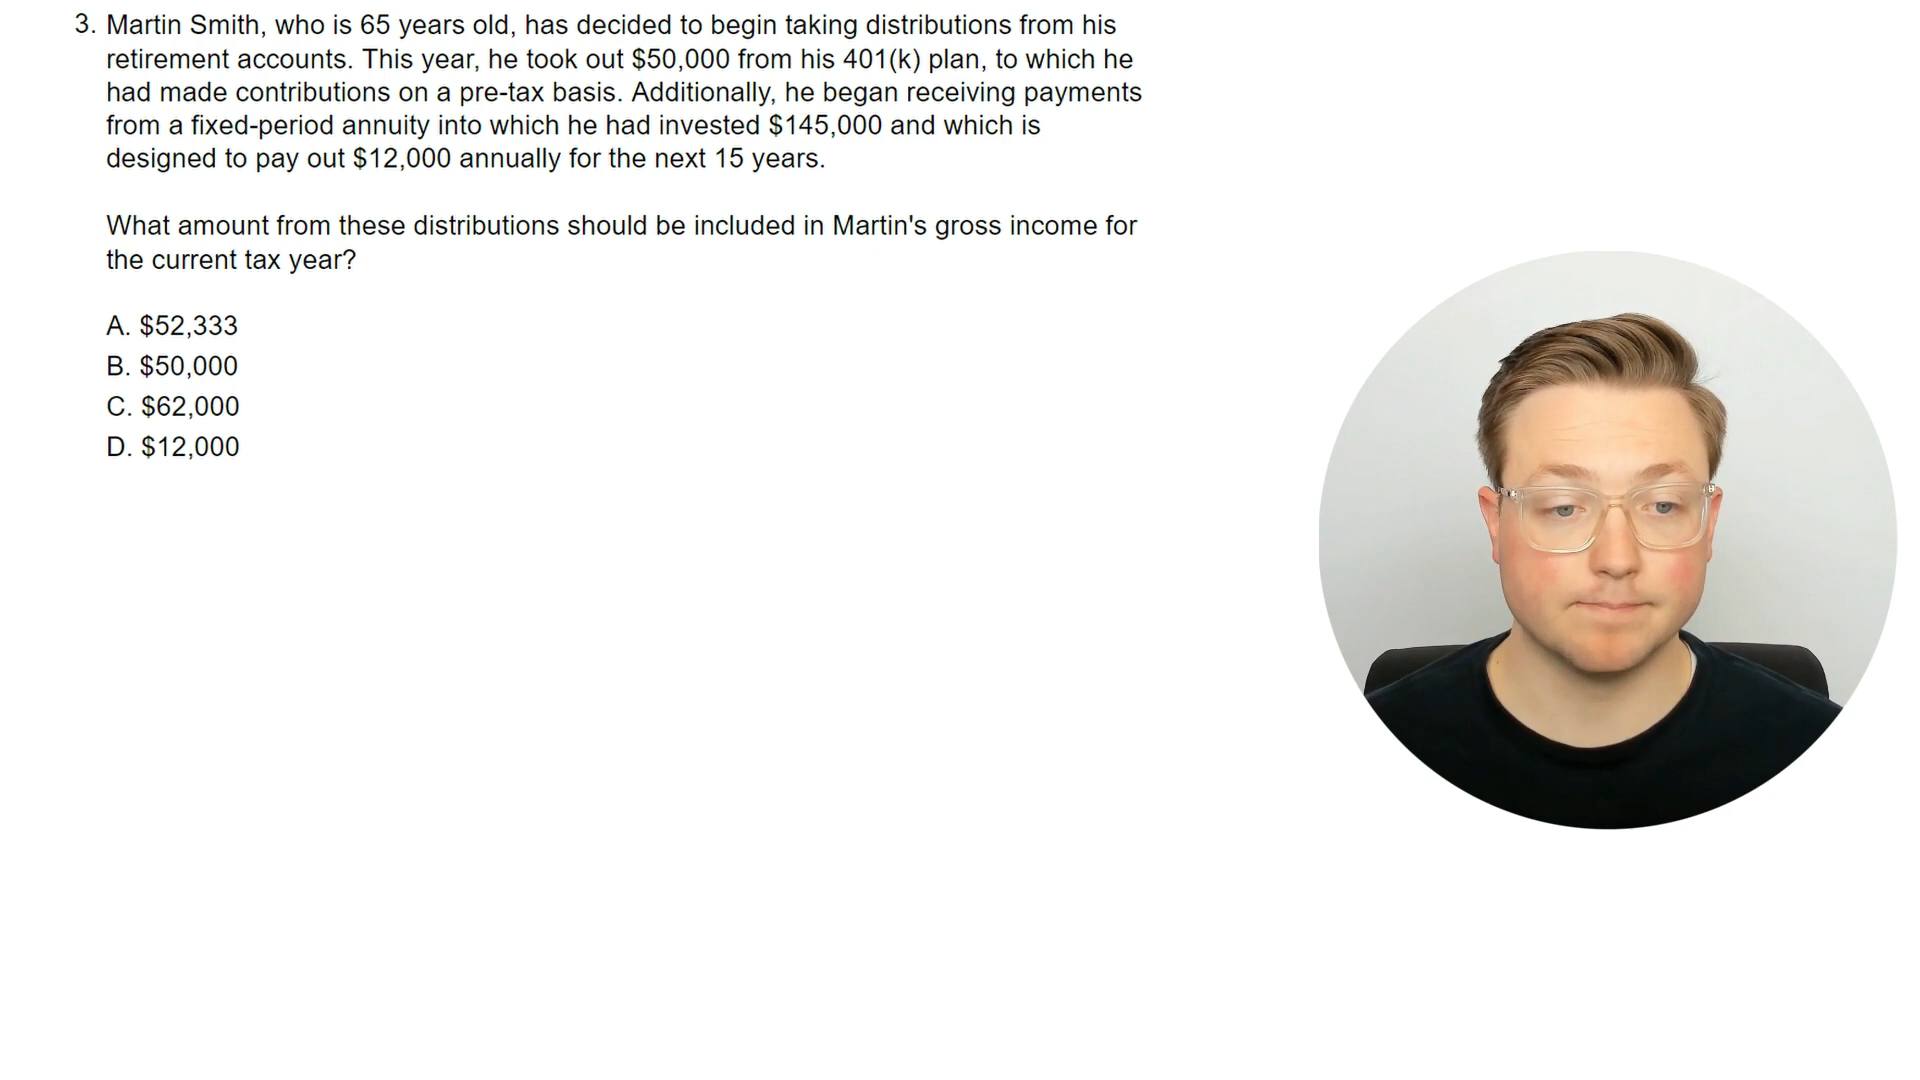 3. Martin Smith, who is 65 years old, has decided to begin taking distributions from his
retirement accounts. This year, he took out $50,000 from his 401(k) plan, to which he
had made contributions on a pre-tax basis. Additionally, he began receiving payments
from a fixed-period annuity into which he had invested $145,000 and which is
designed to pay out $12,000 annually for the next 15 years.
What amount from these distributions should be included in Martin's gross income for
the current tax year?
A. $52,333
B. $50,000
C. $62,000
D. $12,000